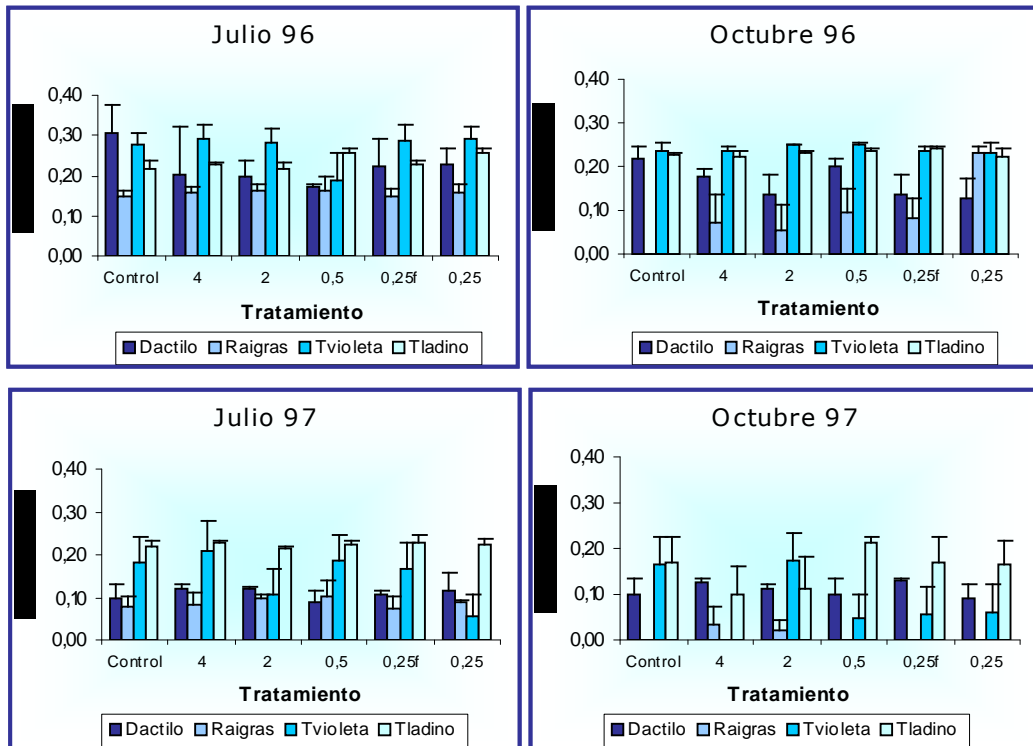 Julio 96
0,40
0,30
0,20
0,10
0,00
Control 4 2 0,5 0,25f 0,25
Tratamiento
Dactilo Raigras Tvioleta Tladino
Octubre 96
0,40
0,30
0,20
0,10
0,00
Control 4 2 0,5 0,25f 0,25
Tratamiento
Dactilo Raigras Tvioleta Tladino
Julio 97
0,40
0,30
0,20
0,10
0,00
Control 4 2 0,5 0,25f 0,25
Tratamiento
Dactilo Raigras Tvioleta Tladino
Octubre 97
0,40
0,30
0,20
0,10
0,00
Control 4 2 0,5 0,25f 0,25
Tratamiento
Dactilo Raigras Tvioleta Tladino